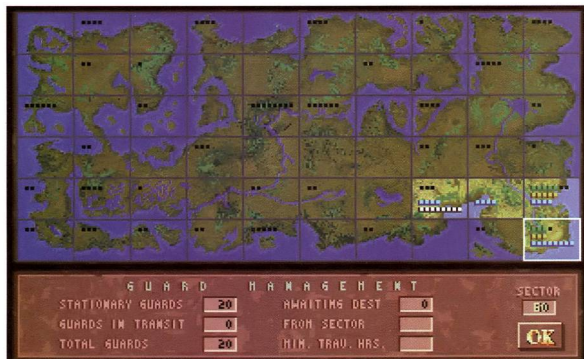 GUARD MANAGEMENT
STATIONARY GUARDS 20
AWAITING DEST 0
SECTOR
60
GUARDS IN TRANSIT 0
FROM SECTOR
TOTAL GUARDS 20
MIN. TRAV. HRS.
OK